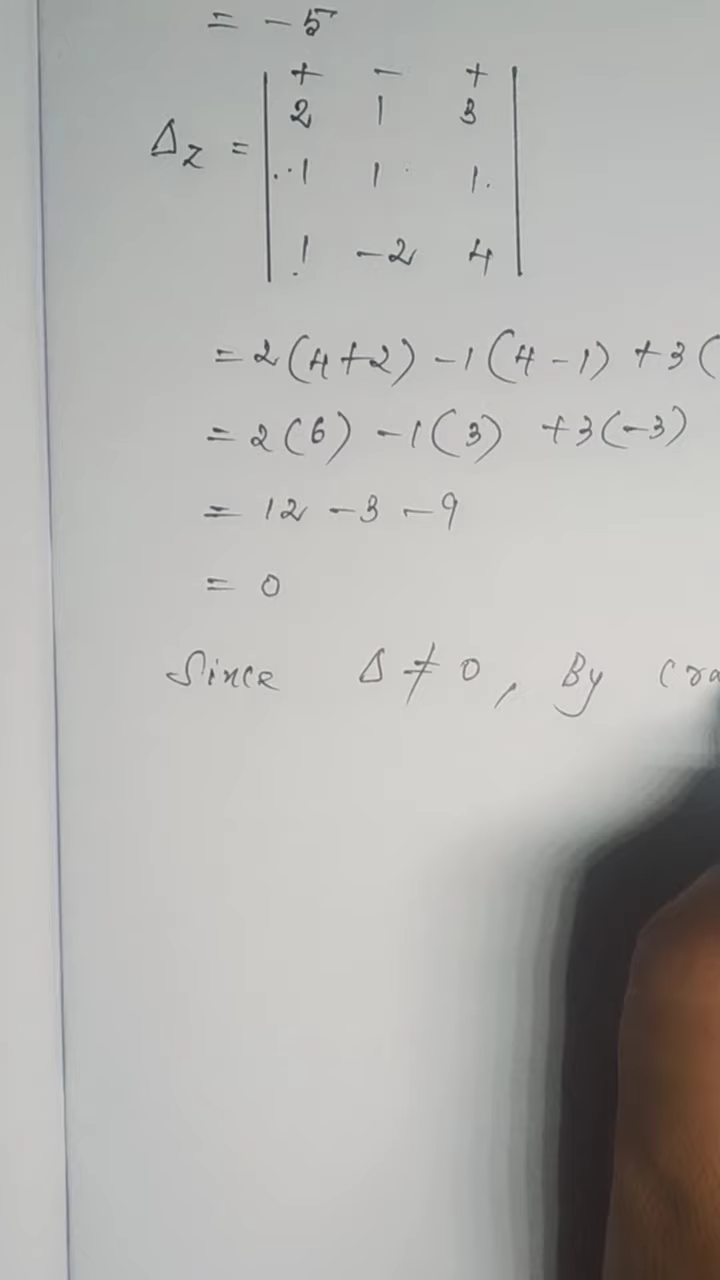 = -5
+ - +
2 1 3
Δz =
1 1 1
1 -2 4
= 2(4+2) -1(4-1) +3(
= 2(6) -1(3) +3(-3)
= 12 -3 -9
= 0
Since Δ ≠ 0, By Cra